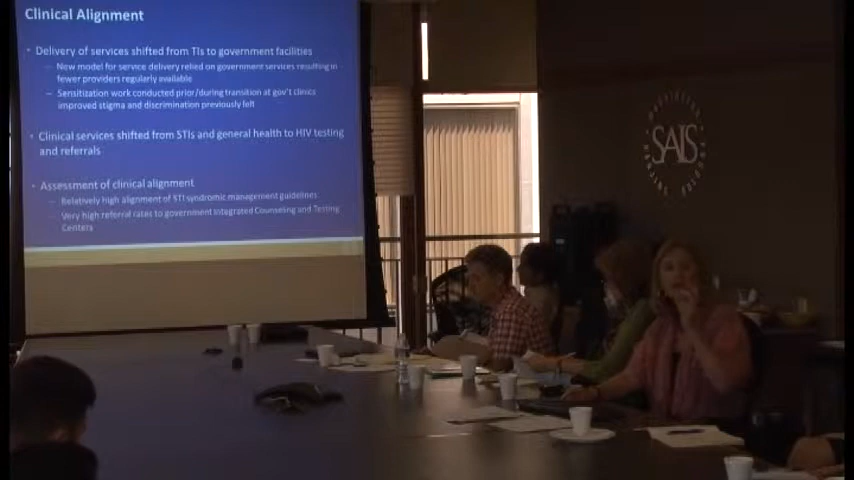 Clinical Alignment
• Delivery of services shifted from TIs to government facilities
– New model for service delivery relied on government services resulting in
fewer providers regularly available
– Sensitization work conducted prior/during transition at gov't clinics
improved stigma and discrimination previously felt
• Clinical services shifted from STIs and general health to HIV testing
and referrals
• Assessment of clinical alignment
– Relatively high alignment of STI syndromic management guidelines
– Very high referral rates to government Integrated Counseling and Testing
Centers
WASHINGTON
SAIS
NANJING BOLOGNA